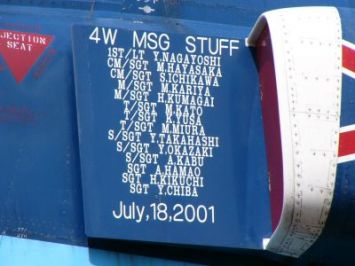 JECTION
SEAT
4W MSG STUFF
1ST/LT Y.NAGAYOSHI
CM/SGT M.HAYASAKA
CM/SGT S.ICHIKAWA
M/SGT M.KARIYA
M/SGT H.KUMAGAI
T/SGT M.KATO
T/SGT Y.YUSA
T/SGT M.MIURA
S/SGT Y.TAKAHASHI
S/SGT Y.OKAZAKI
S/SGT A.KABU
SGT A.HAMAO
SGT H.KIKUCHI
SGT Y.CHIBA
July,18,2001